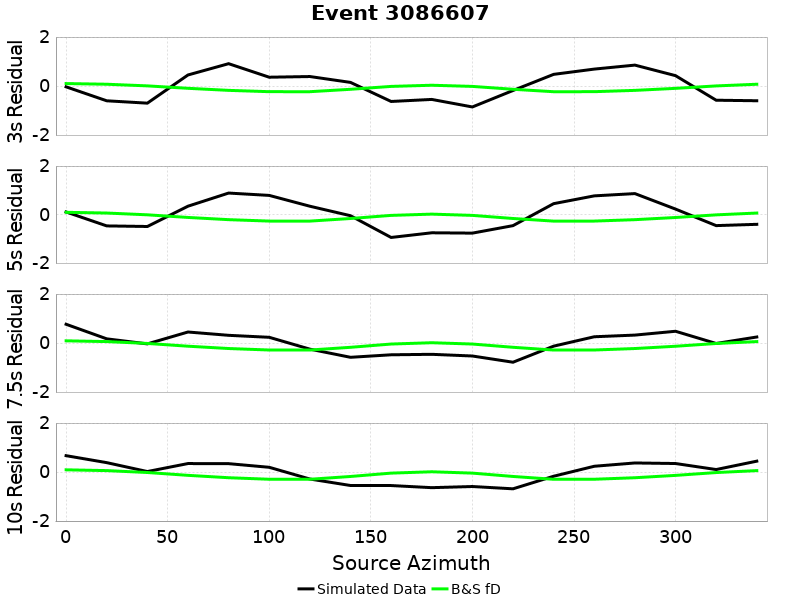 Event 3086607
3s Residual
2
0
-2
5s Residual
2
0
-2
7.5s Residual
2
0
-2
10s Residual
2
0
-2
0 50 100 150 200 250 300
Source Azimuth
Simulated Data B&S fD